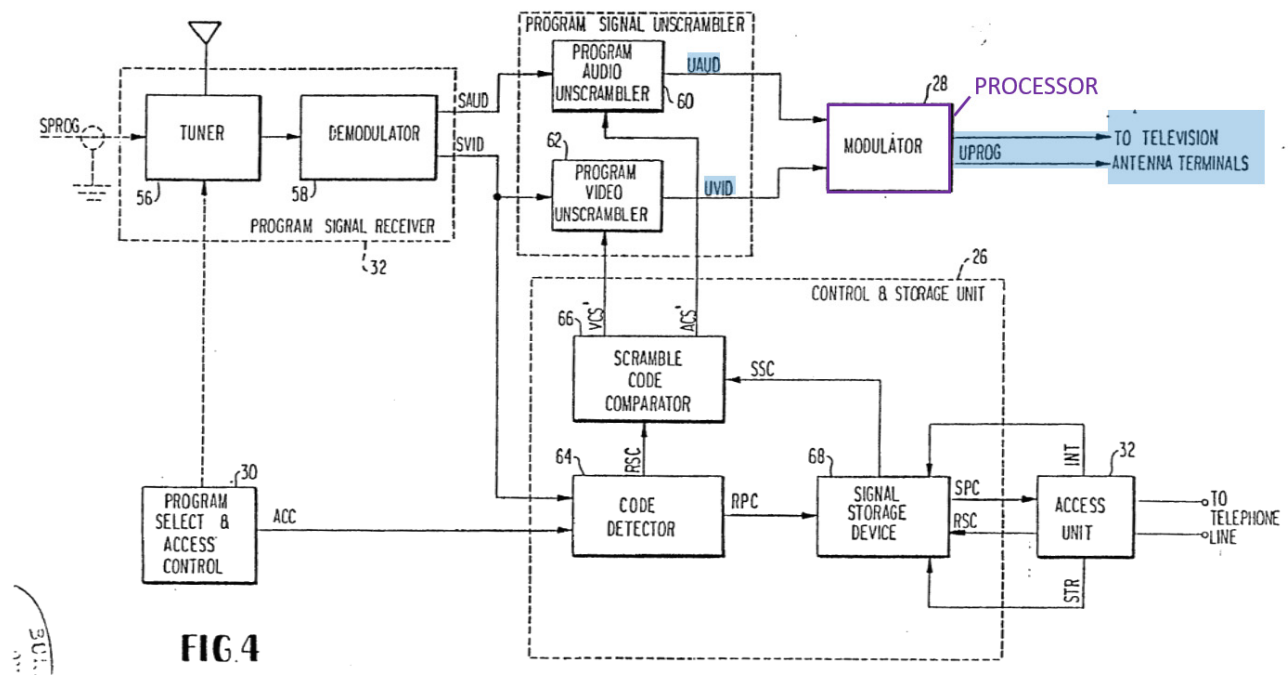 PROGRAM SIGNAL UNSCRAMBLER
PROGRAM
AUDIO
UNSCRAMBLER
60
UAUD
28
PROCESSOR
MODULATOR
UPROG
TO TELEVISION
ANTENNA TERMINALS
SPROG
TUNER
56
DEMODULATOR
58
SAUD
SVID
PROGRAM SIGNAL RECEIVER
32
62
PROGRAM
VIDEO
UNSCRAMBLER
UVID
26
CONTROL & STORAGE UNIT
VCS'
ACS'
66
SCRAMBLE
CODE
COMPARATOR
SSC
RSC
64
CODE
DETECTOR
RPC
68
SIGNAL
STORAGE
DEVICE
SPC
RSC
INT
STR
32
ACCESS
UNIT
TO
TELEPHONE
LINE
30
PROGRAM
SELECT &
ACCESS
CONTROL
ACC
FIG.4